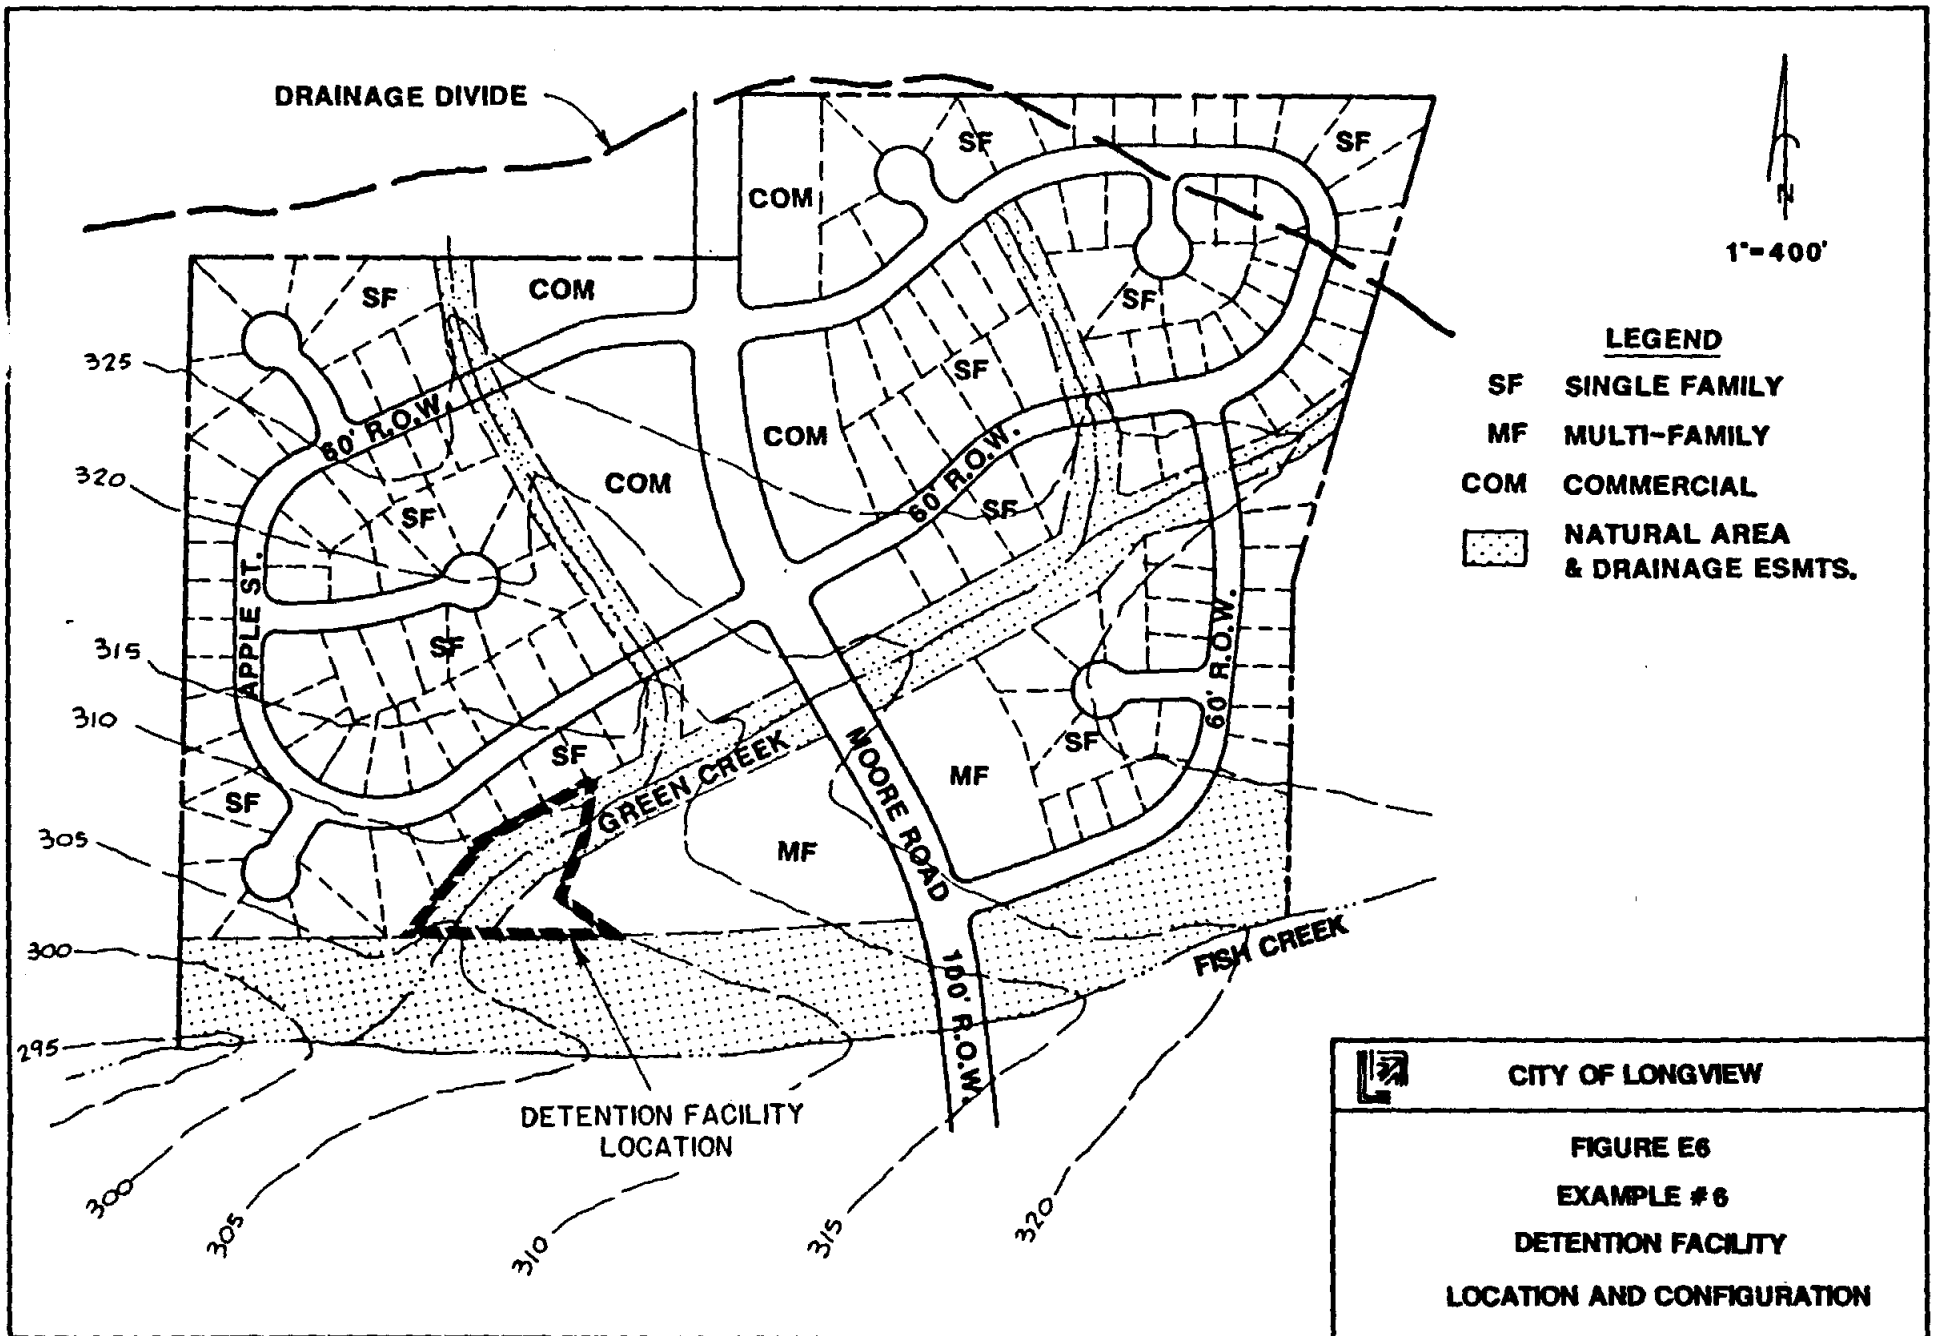 DRAINAGE DIVIDE
SF
SF
COM
N
1"=400'
SF
COM
SF
325
LEGEND
SF SINGLE FAMILY
MF MULTI-FAMILY
COM COMMERCIAL
NATURAL AREA
& DRAINAGE ESMTS.
SF
60' R.O.W.
COM
60' R.O.W.
320
COM
SF
SF
APPLE ST.
315
SF
60' R.O.W.
310
SF
SF
GREEN CREEK
MOORE ROAD
MF
SF
305
MF
300
100' R.O.W.
FISH CREEK
295
DETENTION FACILITY
LOCATION
300
305
310
315
320
CITY OF LONGVIEW
FIGURE E6
EXAMPLE #6
DETENTION FACILITY
LOCATION AND CONFIGURATION